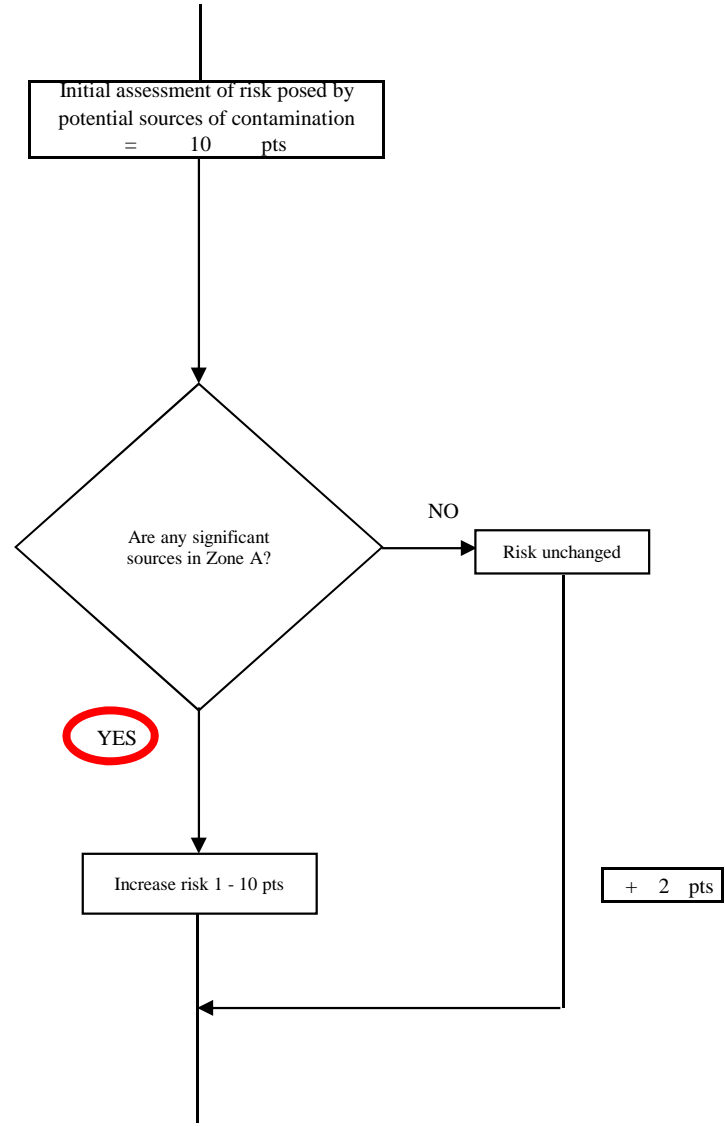 Initial assessment of risk posed by
potential sources of contamination
= 10 pts
Are any significant
sources in Zone A?
NO
Risk unchanged
YES
Increase risk 1 - 10 pts
+ 2 pts